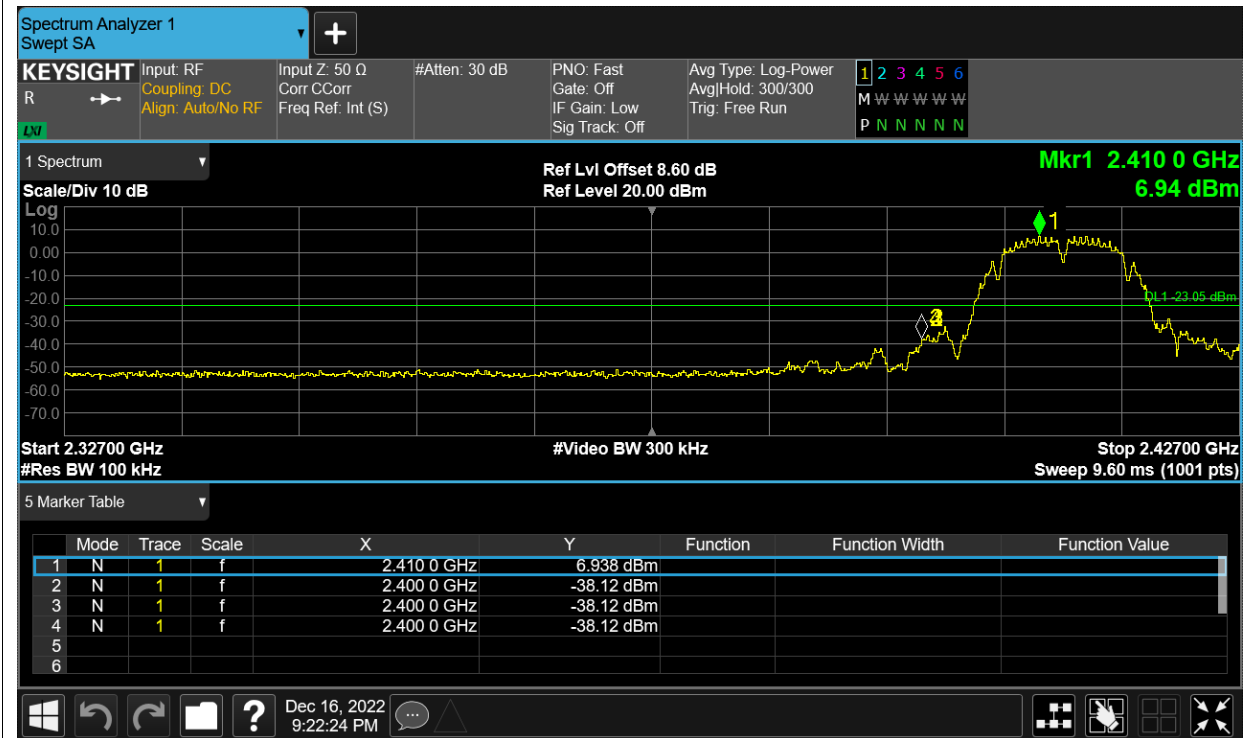 Spectrum Analyzer 1
Swept SA
KEYSIGHT Input: RF Input Z: 50 Ω #Atten: 30 dB PNO: Fast Avg Type: Log-Power 1 2 3 4 5 6
R Coupling: DC Corr CCorr Gate: Off Avg|Hold: 300/300 M W W W W W W
Align: Auto/No RF Freq Ref: Int (S) IF Gain: Low Trig: Free Run
LXI Sig Track: Off P N N N N N N
1 Spectrum Ref Lvl Offset 8.60 dB Mkr1 2.410 0 GHz
Scale/Div 10 dB Ref Level 20.00 dBm 6.94 dBm
Log
1
10.0
0.00
-10.0
-20.0
DL1 -23.05 dBm
-30.0
-40.0
-50.0
-60.0
-70.0
Start 2.32700 GHz #Video BW 300 kHz Stop 2.42700 GHz
#Res BW 100 kHz Sweep 9.60 ms (1001 pts)
5 Marker Table
Mode Trace Scale X Y Function Function Width Function Value
1 N 1 f 2.410 0 GHz 6.938 dBm
2 N 1 f 2.400 0 GHz -38.12 dBm
3 N 1 f 2.400 0 GHz -38.12 dBm
4 N 1 f 2.400 0 GHz -38.12 dBm
5
6
? Dec 16, 2022
9:22:24 PM